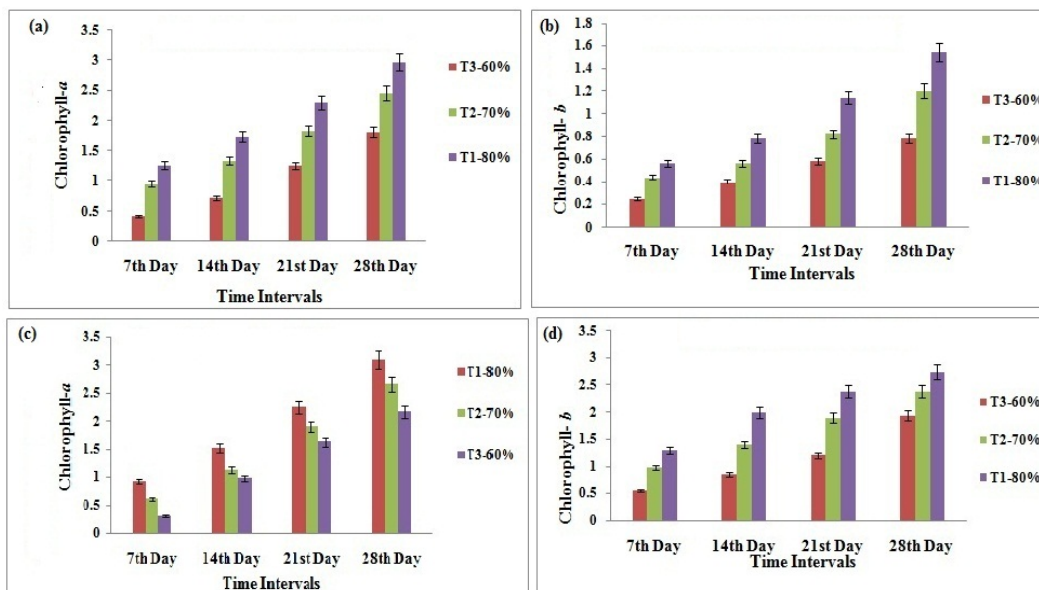 (a)
Chlorophyll-a
3.5
3
2.5
2
1.5
1
0.5
0
7th Day 14th Day 21st Day 28th Day
Time Intervals
T3-60%
T2-70%
T1-80%
(b)
Chlorophyll- b
1.8
1.6
1.4
1.2
1
0.8
0.6
0.4
0.2
0
7th Day 14th Day 21st Day 28th Day
Time Intervals
T3-60%
T2-70%
T1-80%
(c)
Chlorophyll-a
3.5
3
2.5
2
1.5
1
0.5
0
7th Day 14th Day 21st Day 28th Day
Time Intervals
T1-80%
T2-70%
T3-60%
(d)
Chlorophyll- b
3.5
3
2.5
2
1.5
1
0.5
0
7th Day 14th Day 21st Day 28th Day
Time Intervals
T3-60%
T2-70%
T1-80%